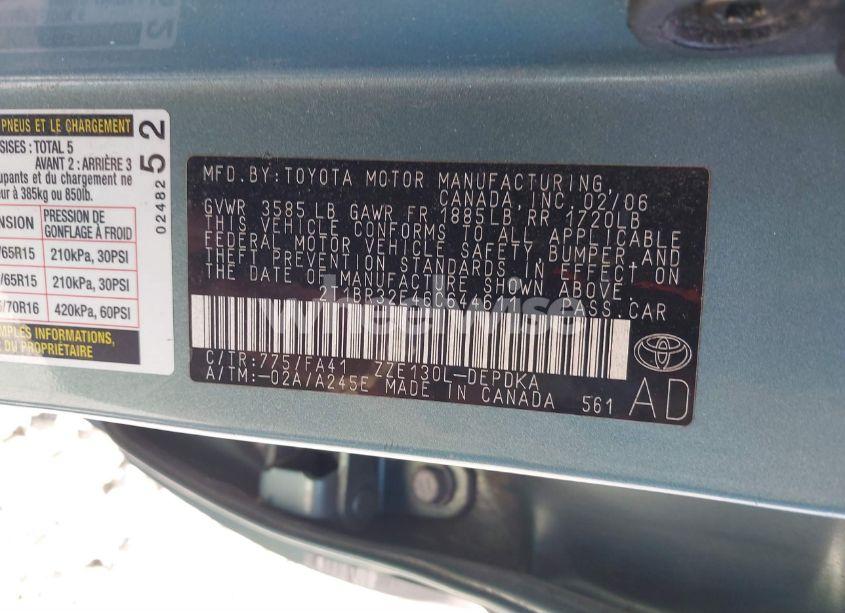 PNEUS ET LE CHARGEMENT
SISES : TOTAL 5
AVANT 2 : ARRIÈRE 3
upants et du chargement ne
à 385kg ou 850lb.
NSION
PRESSION DE GONFLAGE À FROID
/65R15 210kPa, 30PSI
/65R15 210kPa, 30PSI
/70R16 420kPa, 60PSI
MPLES INFORMATIONS,
DU PROPRIÉTAIRE
52
02482
MFD. BY: TOYOTA MOTOR MANUFACTURING,
CANADA, INC. 02/06
GVWR 3585 LB GAWR FR 1885LB, RR 1720LB
THIS VEHICLE CONFORMS TO ALL APPLICABLE
FEDERAL MOTOR VEHICLE SAFETY, BUMPER, AND
THEFT PREVENTION STANDARDS IN EFFECT ON
THE DATE OF MANUFACTURE SHOWN ABOVE.
PASS.CAR
wheelwise
C/TR: 775/FA41 ZZE130L-DEPDKA
A/TM:-02A/A245E MADE IN CANADA 561
AD